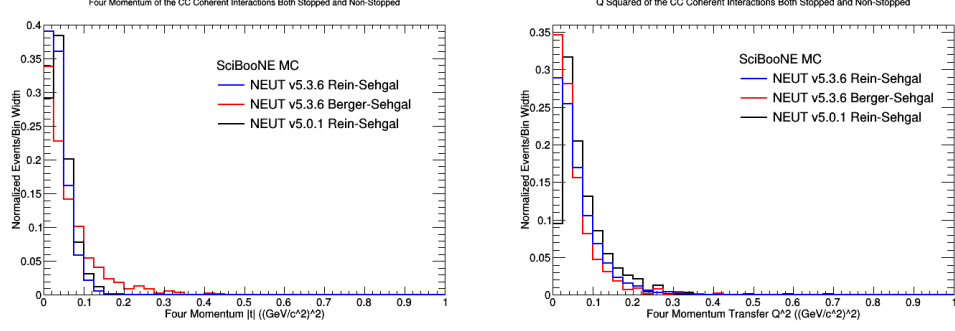 Four Momentum of the CC Coherent Interactions Both Stopped and Non-Stopped
Normalized Events/Bin Width
0.4
0.35
0.3
0.25
0.2
0.15
0.1
0.05
0
SciBooNE MC
NEUT v5.3.6 Rein-Sehgal
NEUT v5.3.6 Berger-Sehgal
NEUT v5.0.1 Rein-Sehgal
0 0.1 0.2 0.3 0.4 0.5 0.6 0.7 0.8 0.9 1
Four Momentum |t| ((GeV/c^2)^2)
Q Squared of the CC Coherent Interactions Both Stopped and Non-Stopped
Normalized Events/Bin Width
0.35
0.3
0.25
0.2
0.15
0.1
0.05
0
SciBooNE MC
NEUT v5.3.6 Rein-Sehgal
NEUT v5.3.6 Berger-Sehgal
NEUT v5.0.1 Rein-Sehgal
0 0.1 0.2 0.3 0.4 0.5 0.6 0.7 0.8 0.9 1
Four Momentum Transfer Q^2 ((GeV/c^2)^2)